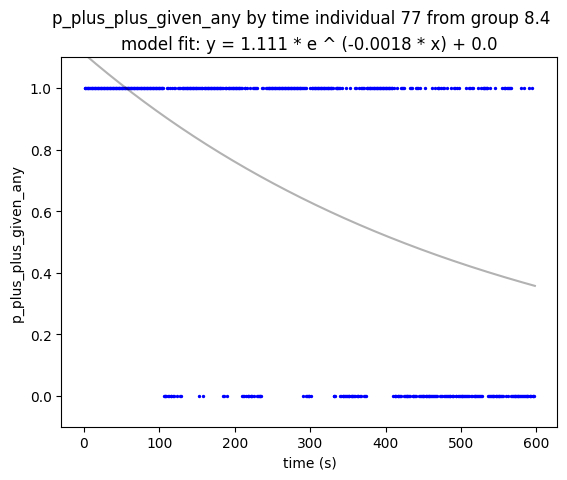 p_plus_plus_given_any by time individual 77 from group 8.4
model fit: y = 1.111 * e ^ (-0.0018 * x) + 0.0
1.0
0.8
0.6
0.4
0.2
0.0
p_plus_plus_given_any
0 100 200 300 400 500 600
time (s)